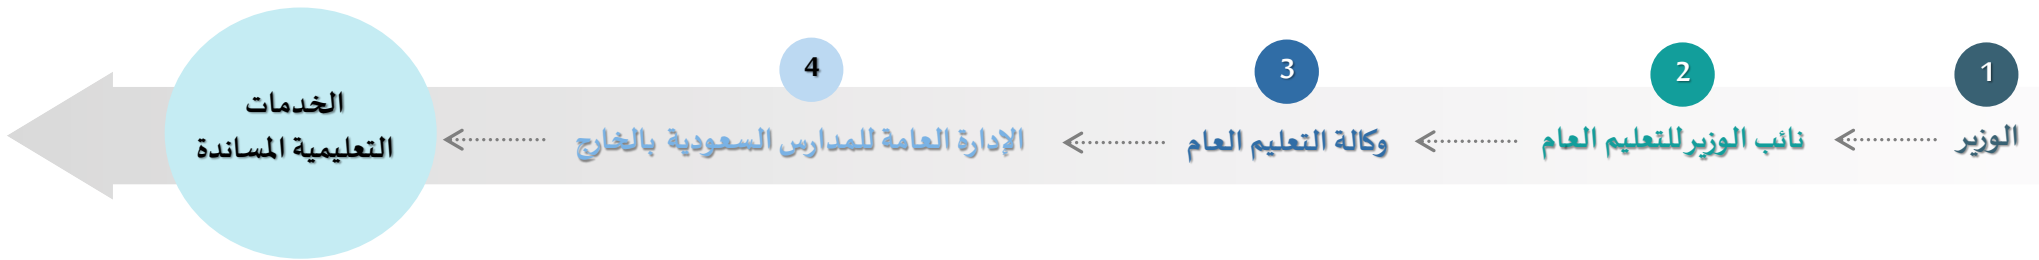 1
الوزير
2
نائب الوزير للتعليم العام
3
وكالة التعليم العام
4
الإدارة العامة للمدارس السعودية بالخارج
الخدمات
التعليمية المساندة